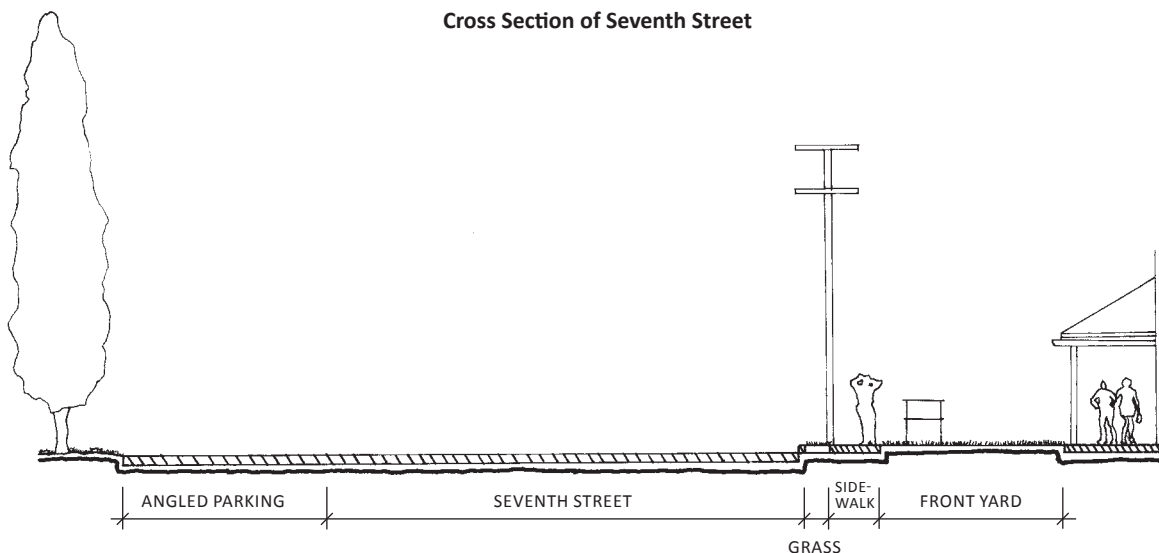 Cross Section of Seventh Street
ANGLED PARKING
SEVENTH STREET
SIDE-
WALK
FRONT YARD
GRASS